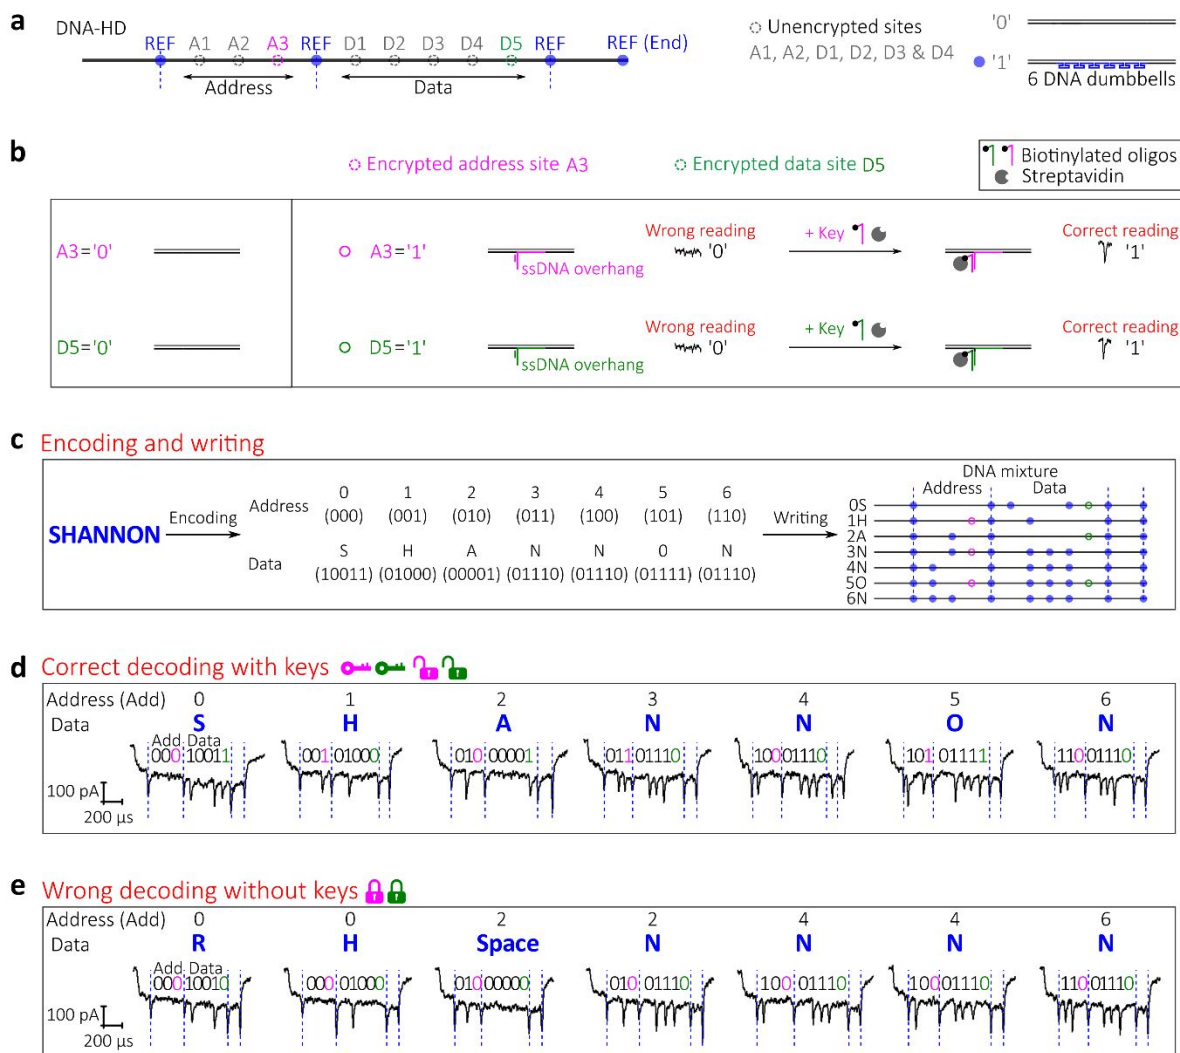 a
DNA-HD
REF A1 A2 A3 REF D1 D2 D3 D4 D5 REF REF (End)
Address Data
Unencrypted sites
A1, A2, D1, D2, D3 & D4
'0'
'1'
6 DNA dumbbells
b
Encrypted address site A3
Encrypted data site D5
Biotinylated oligos
Streptavidin
A3='0'
A3='1'
ssDNA overhang
Wrong reading
'0'
+ Key
Correct reading
'1'
D5='0'
D5='1'
ssDNA overhang
Wrong reading
'0'
+ Key
Correct reading
'1'
c Encoding and writing
SHANNON
Encoding
Address
0 1 2 3 4 5 6
(000) (001) (010) (011) (100) (101) (110)
Data
S H A N N O N
(10011) (01000) (00001) (01110) (01110) (01111) (01110)
Writing
DNA mixture
Address Data
0S
1H
2A
3N
4N
5O
6N
d Correct decoding with keys
Address (Add) 0 1 2 3 4 5 6
Data S H A N N O N
Add Data
000 10011 001 01000 010 00001 011 01110 100 01110 101 01111 110 01110
100 pA
200 µs
e Wrong decoding without keys
Address (Add) 0 0 2 2 4 4 6
Data R H Space N N N N
Add Data
000 10010 000 01000 010 00000 010 01110 100 01110 100 01110 110 01110
100 pA
200 µs